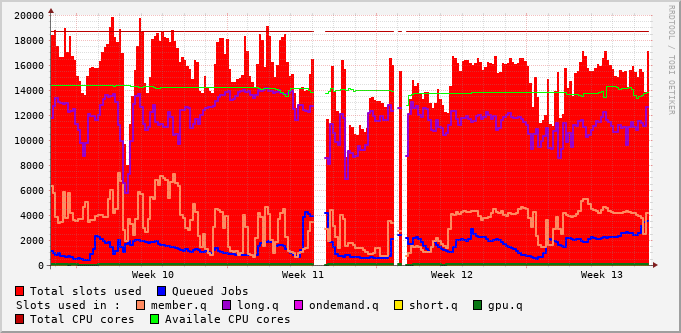 20000
18000
16000
14000
12000
10000
8000
6000
4000
2000
0
Week 10 Week 11 Week 12 Week 13
Total slots used Queued Jobs
Slots used in : member.q long.q ondemand.q short.q gpu.q
Total CPU cores Availale CPU cores
RRDTOOL / TOBI OETIKER